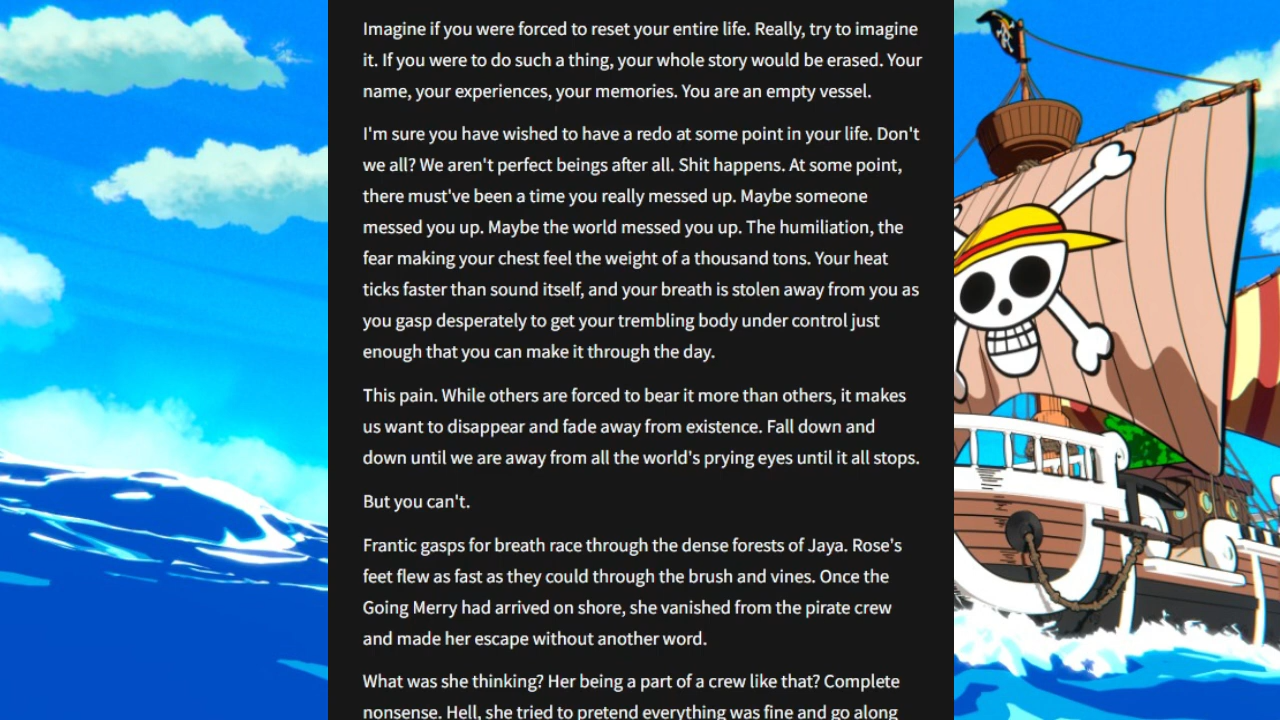 Imagine if you were forced to reset your entire life. Really, try to imagine
it. If you were to do such a thing, your whole story would be erased. Your
name, your experiences, your memories. You are an empty vessel.
I'm sure you have wished to have a redo at some point in your life. Don't
we all? We aren't perfect beings after all. Shit happens. At some point,
there must've been a time you really messed up. Maybe someone
messed you up. Maybe the world messed you up. The humiliation, the
fear making your chest feel the weight of a thousand tons. Your heat
ticks faster than sound itself, and your breath is stolen away from you as
you gasp desperately to get your trembling body under control just
enough that you can make it through the day.
This pain. While others are forced to bear it more than others, it makes
us want to disappear and fade away from existence. Fall down and
down until we are away from all the world's prying eyes until it all stops.
But you can't.
Frantic gasps for breath race through the dense forests of Jaya. Rose's
feet flew as fast as they could through the brush and vines. Once the
Going Merry had arrived on shore, she vanished from the pirate crew
and made her escape without another word.
What was she thinking? Her being a part of a crew like that? Complete
nonsense. Hell, she tried to pretend everything was fine and go along